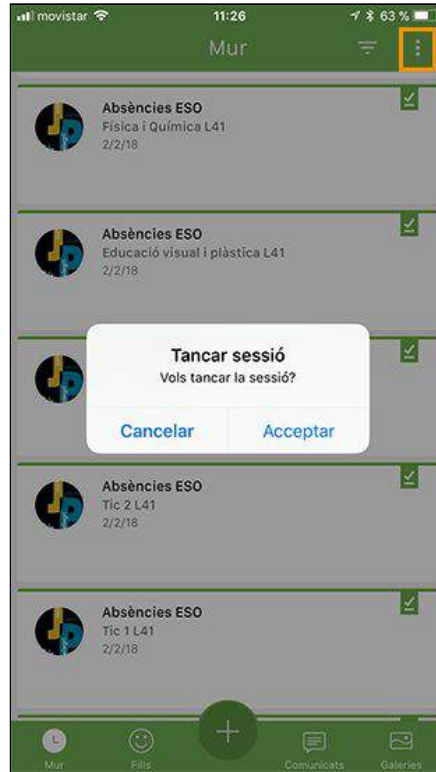 movistar 11:26 63 %
Mur
Absències ESO
Física i Química L41
2/2/18
Absències ESO
Educació visual i plàstica L41
2/2/18
Tancar sessió
Vols tancar la sessió?
Cancelar Acceptar
Absències ESO
Tic 2 L41
2/2/18
Absències ESO
Tic 1 L41
2/2/18
Mur Fills Comunicats Galeries